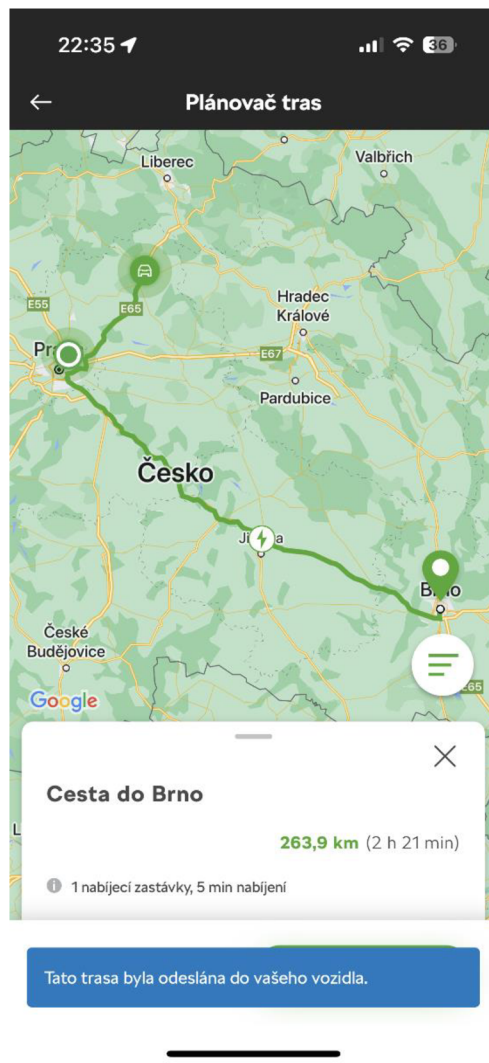 22:35
36
Plánovač tras
Liberec
Valbřich
Hradec
Králové
E55
E65
E67
Pardubice
Česko
České
Budějovice
Google
E65
Cesta do Brno
263,9 km (2 h 21 min)
1 nabíjecí zastávky, 5 min nabíjení
Tato trasa byla odeslána do vašeho vozidla.